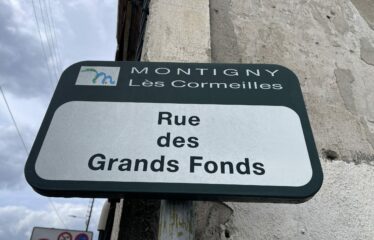 MONTIGNY
Lès Cormeilles
Rue
des
Grands Fonds